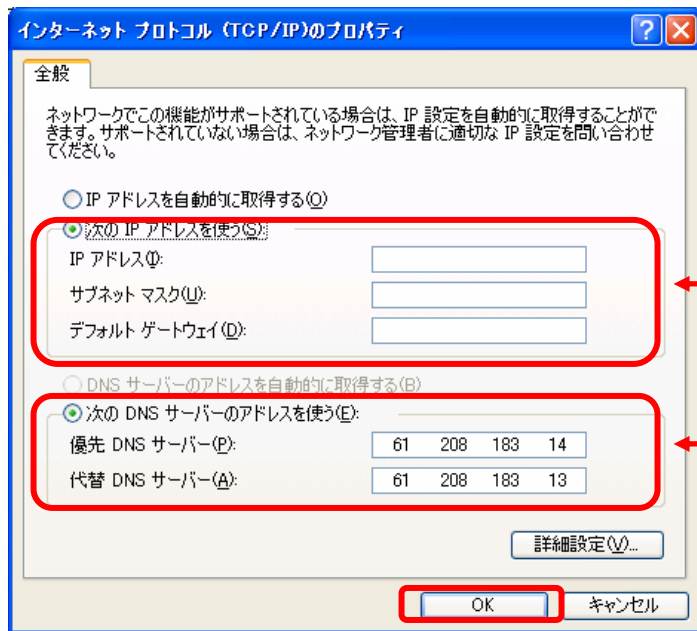 インターネット プロトコル (TCP/IP)のプロパティ
全般
ネットワークでこの機能がサポートされている場合は、IP 設定を自動的に取得することがで
きます。サポートされていない場合は、ネットワーク管理者に適切な IP 設定を問い合わせ
てください。
IP アドレスを自動的に取得する(O)
次の IP アドレスを使う(S):
IP アドレス(I):
サブネット マスク(U):
デフォルト ゲートウェイ(D):
DNS サーバーのアドレスを自動的に取得する(B)
次の DNS サーバーのアドレスを使う(E):
優先 DNS サーバー(P): 61 208 183 14
代替 DNS サーバー(A): 61 208 183 13
詳細設定(V)...
OK キャンセル